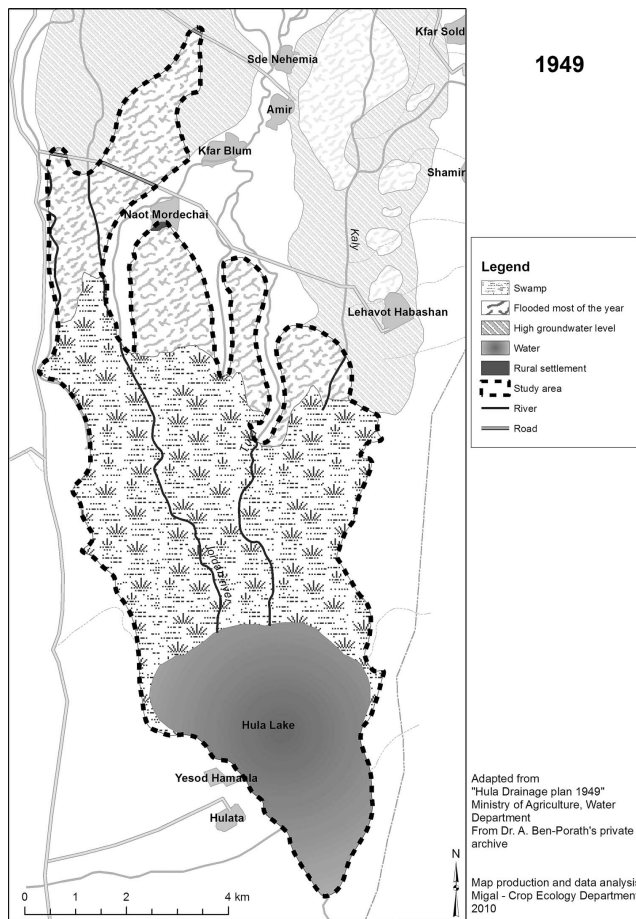 1949
Kfar Sold
Sde Nehemia
Amir
Kfar Blum
Shamir
Naot Mordechai
Kaly
Lehavot Habashan
Jordan river
Hula Lake
Yesod Hamaala
Hulata
0 1 2 4 km
Legend
Swamp
Flooded most of the year
High groundwater level
Water
Rural settlement
Study area
River
Road
Adapted from
"Hula Drainage plan 1949"
Ministry of Agriculture, Water
Department
From Dr. A. Ben-Porath's private
archive
N
Map production and data analysis
Migal - Crop Ecology Department
2010